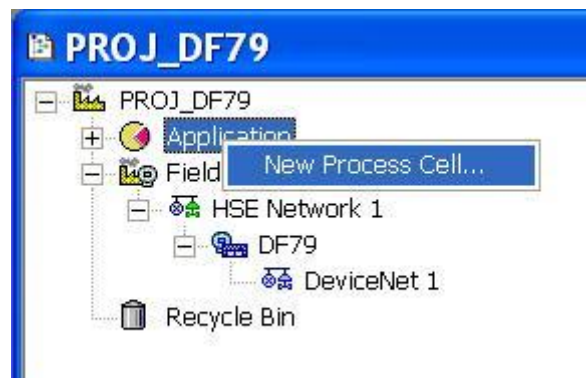 PROJ_DF79
PROJ_DF79
Application
New Process Cell...
Field
HSE Network 1
DF79
DeviceNet 1
Recycle Bin